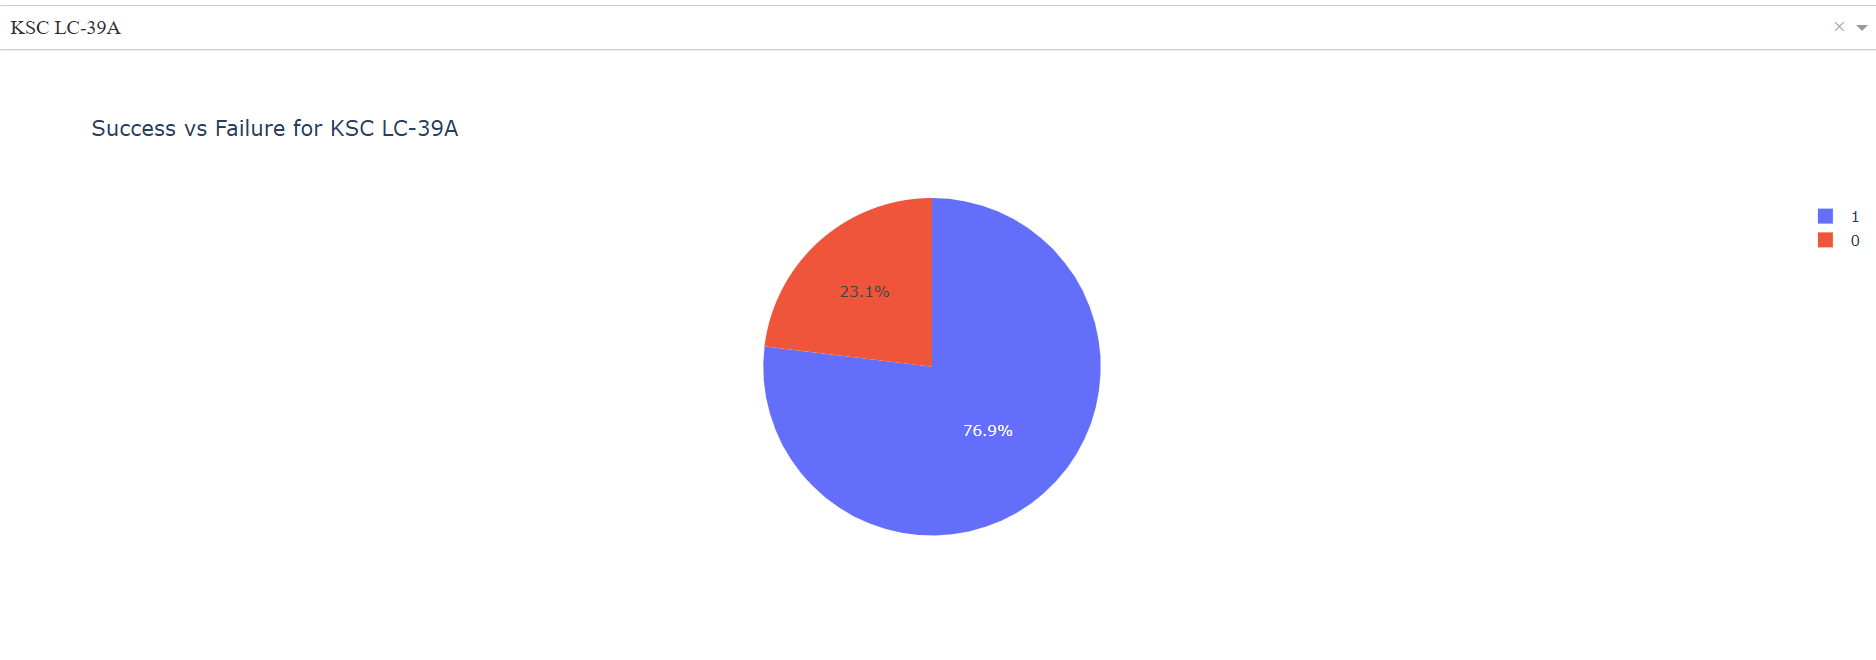 KSC LC-39A
Success vs Failure for KSC LC-39A
1
0
23.1%
76.9%